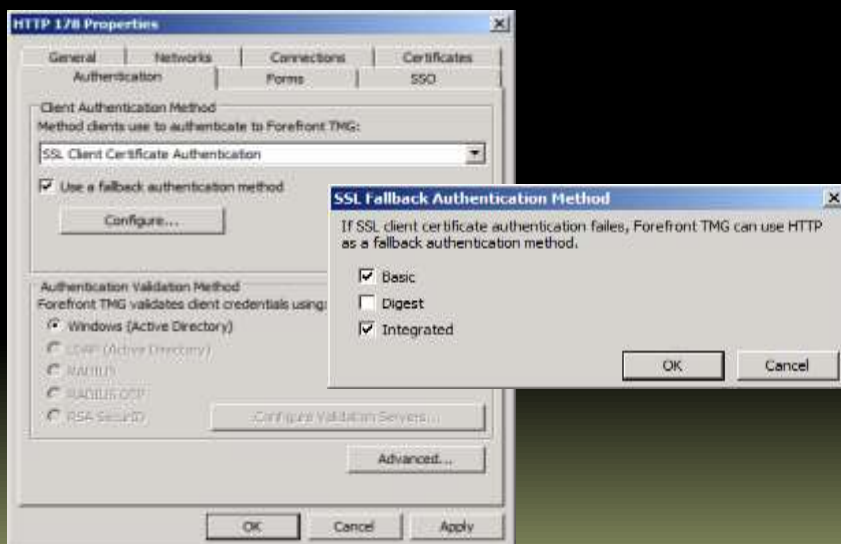 HTTP 178 Properties
General Networks Connections Certificates
Authentication Forms SSO
Client Authentication Method
Method clients use to authenticate to Forefront TMG:
SSL Client Certificate Authentication
Use a fallback authentication method
Configure...
Authentication Validation Method
Forefront TMG validates client credentials using:
Windows (Active Directory)
LDAP (Active Directory)
RADIUS
RADIUS OTP
RSA SecurID
Configure Validation Servers...
Advanced...
OK Cancel Apply
SSL Fallback Authentication Method
If SSL client certificate authentication failes, Forefront TMG can use HTTP
as a fallback authentication method.
Basic
Digest
Integrated
OK Cancel